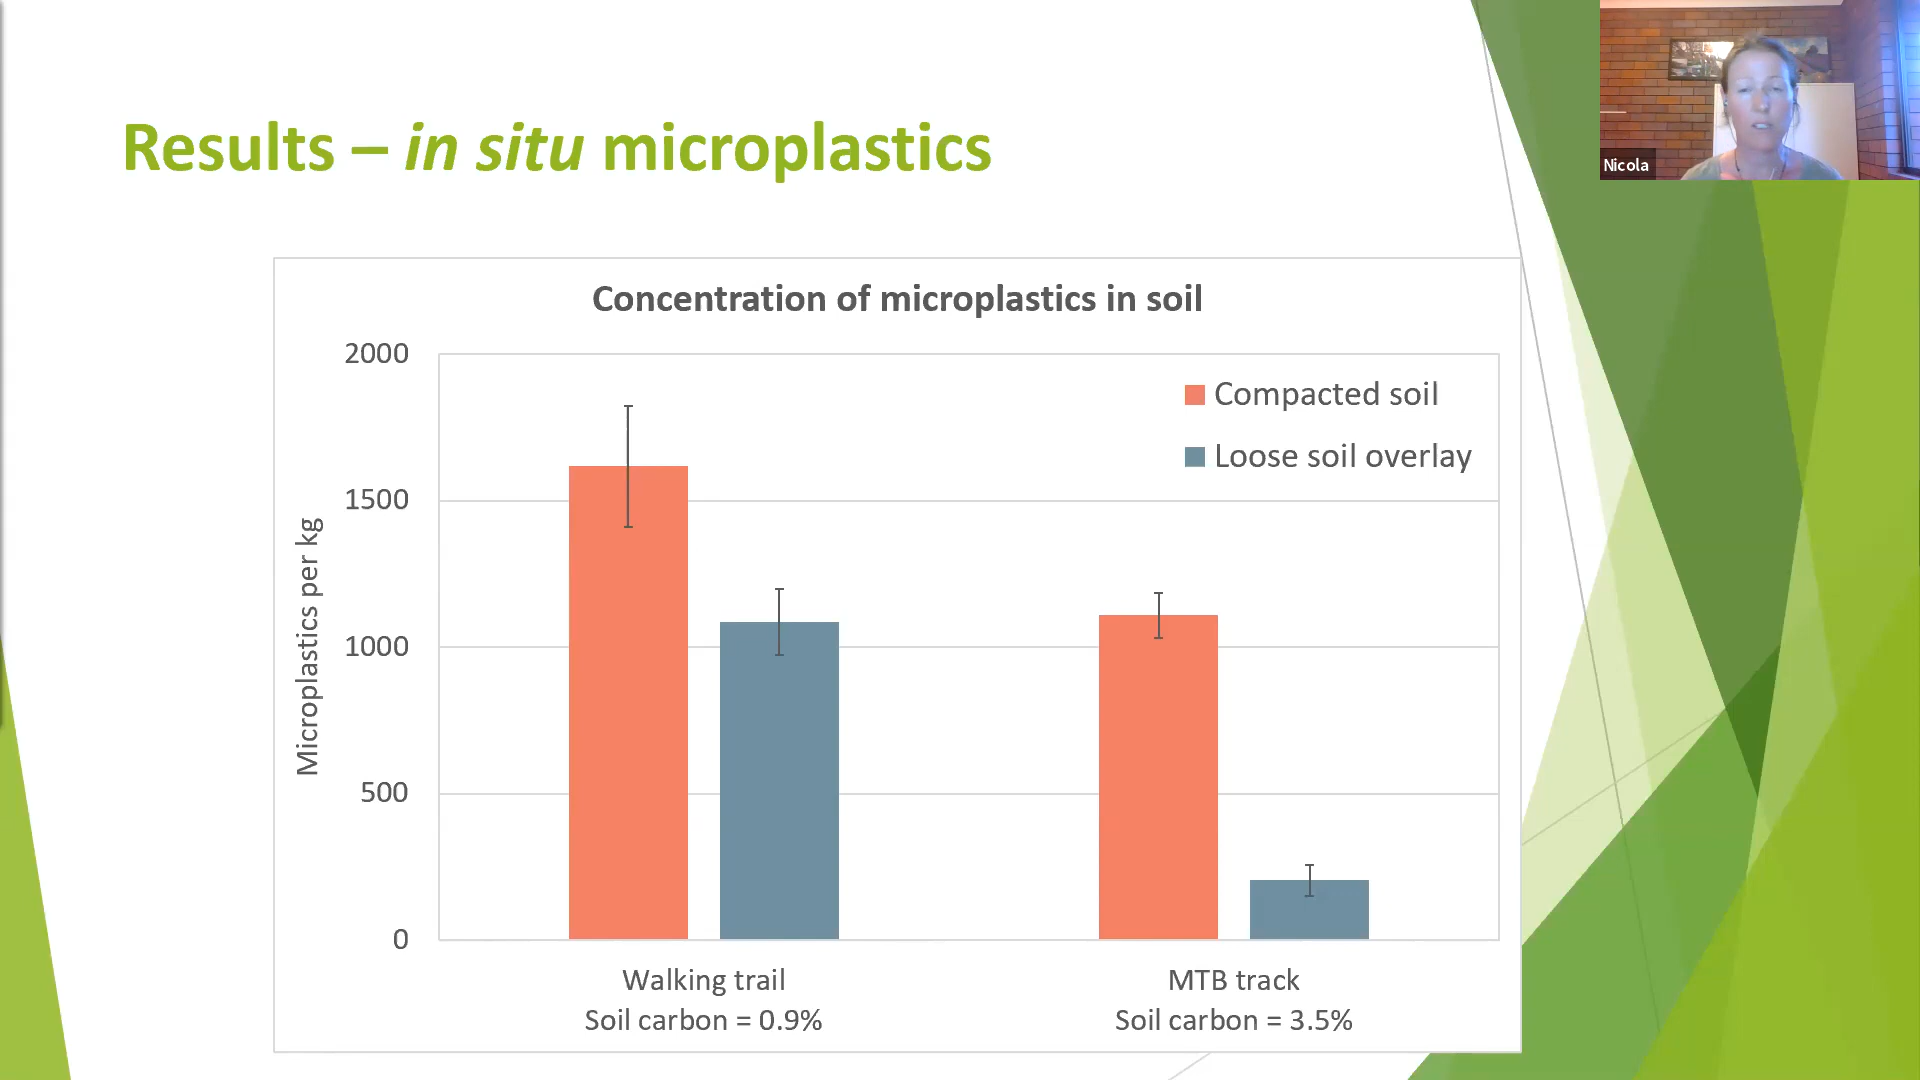 Results – in situ microplastics
Nicola
Concentration of microplastics in soil
2000
1500
1000
500
0
Microplastics per kg
Compacted soil
Loose soil overlay
Walking trail
Soil carbon = 0.9%
MTB track
Soil carbon = 3.5%